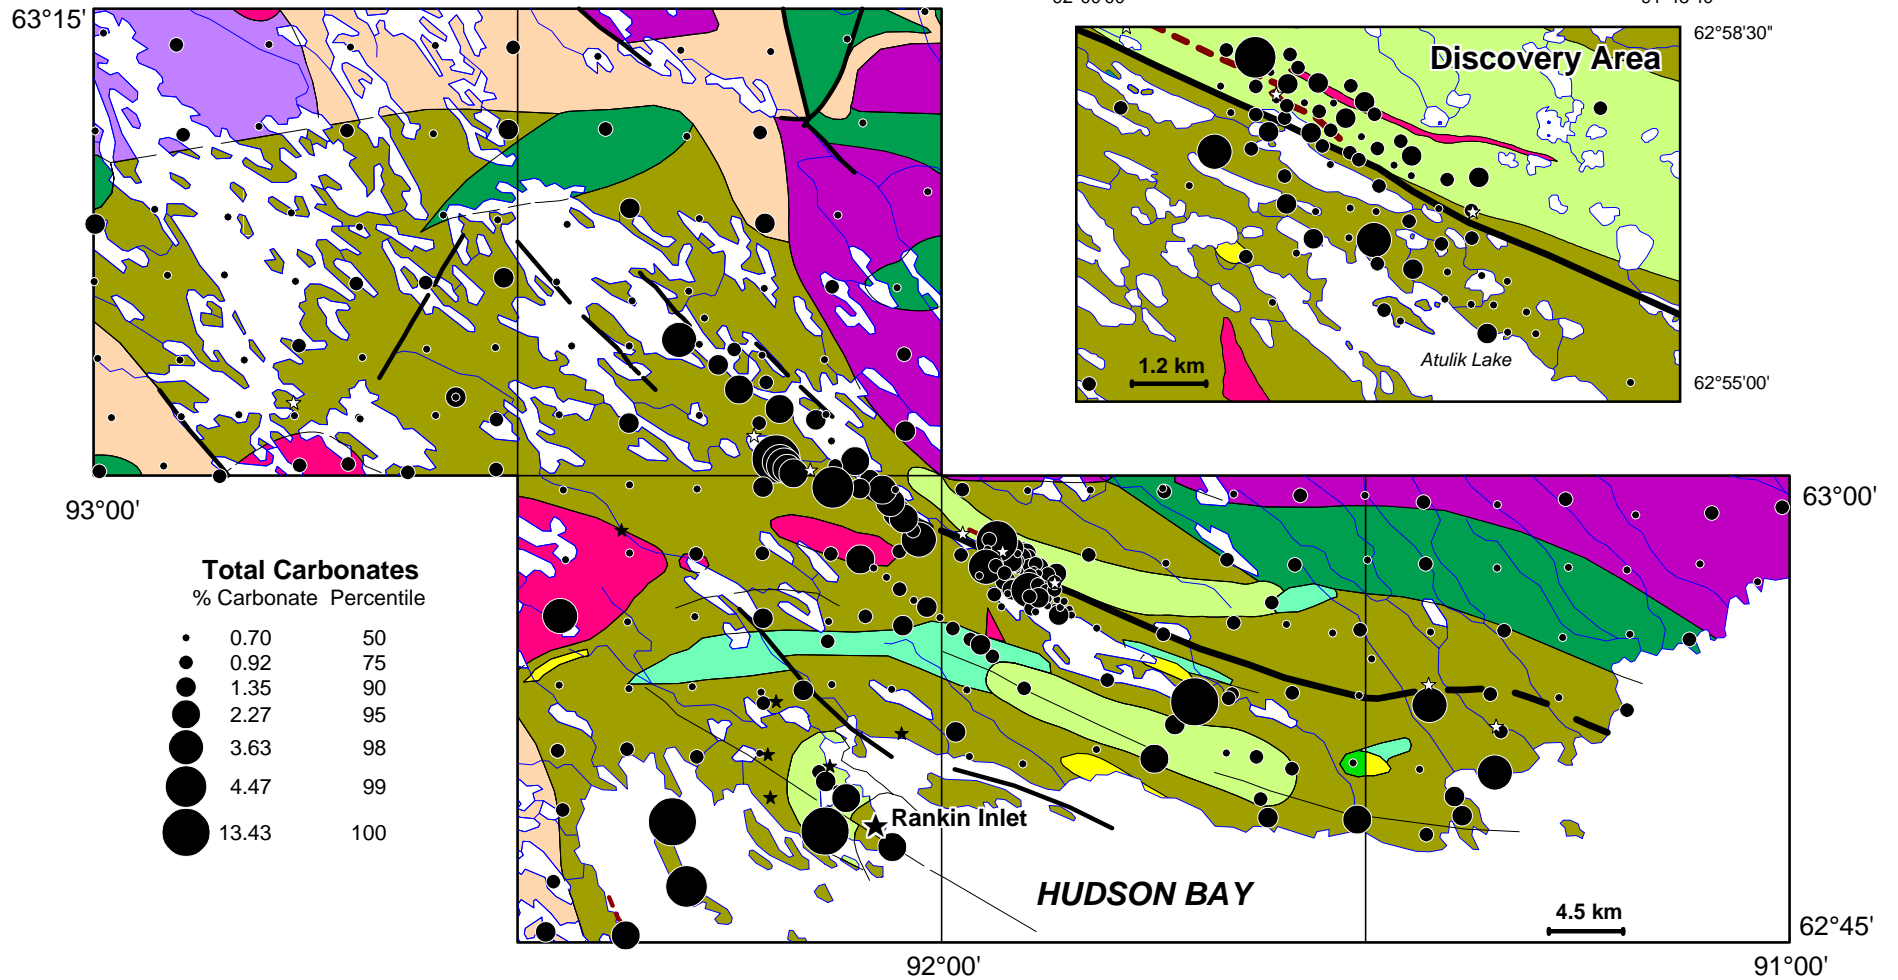 63°15'
62°58'30"
Discovery Area
1.2 km
Atulik Lake
62°55'00'
93°00'
63°00'
Total Carbonates
% Carbonate Percentile
0.70 50
0.92 75
1.35 90
2.27 95
3.63 98
4.47 99
13.43 100
Rankin Inlet
HUDSON BAY
4.5 km
62°45'
92°00'
91°00'